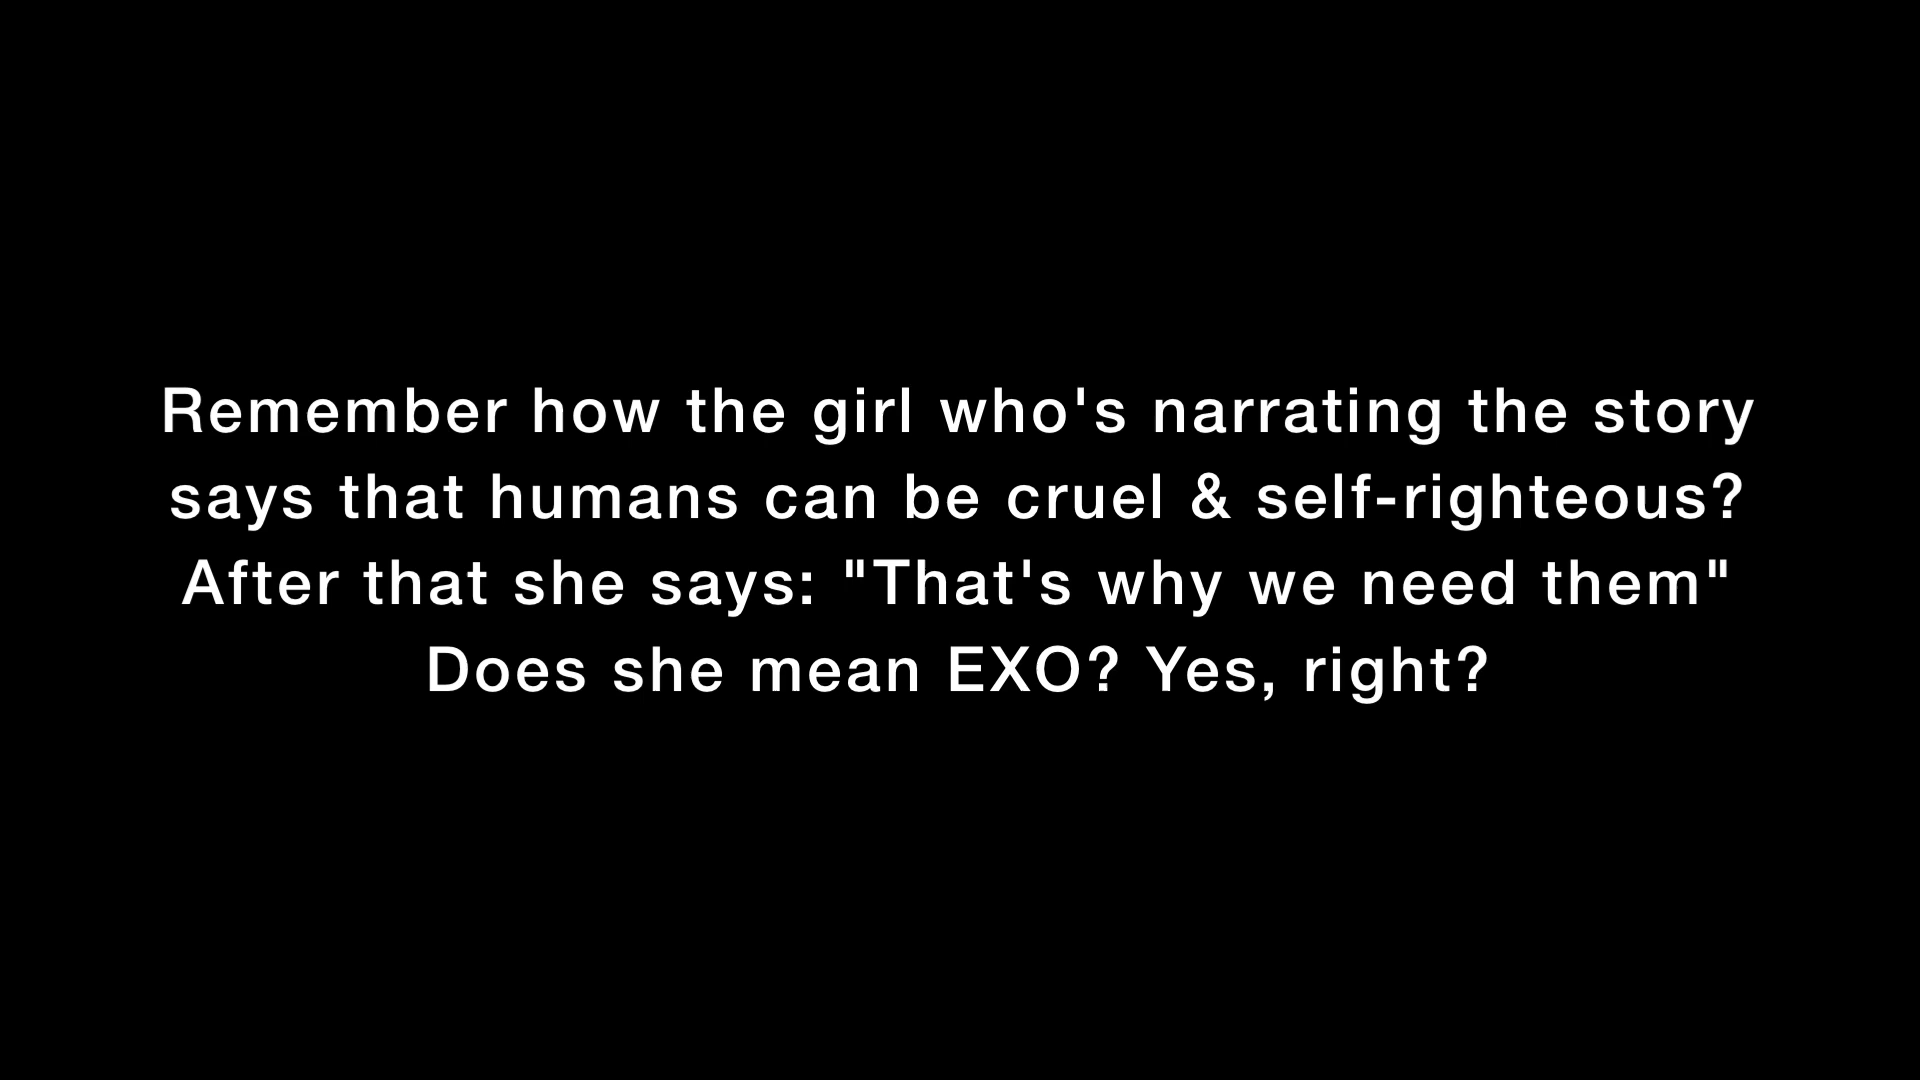 Remember how the girl who's narrating the story
says that humans can be cruel & self-righteous?
After that she says: "That's why we need them"
Does she mean EXO? Yes, right?